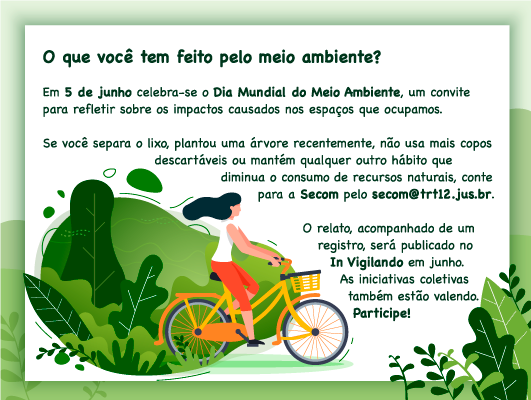 O que você tem feito pelo meio ambiente?
Em 5 de junho celebra-se o Dia Mundial do Meio Ambiente, um convite
para refletir sobre os impactos causados nos espaços que ocupamos.
Se você separa o lixo, plantou uma árvore recentemente, não usa mais copos
descartáveis ou mantém qualquer outro hábito que
diminua o consumo de recursos naturais, conte
para a Secom pelo secom@trt12.jus.br.
O relato, acompanhado de um
registro, será publicado no
In Vigilando em junho.
As iniciativas coletivas
também estão valendo.
Participe!